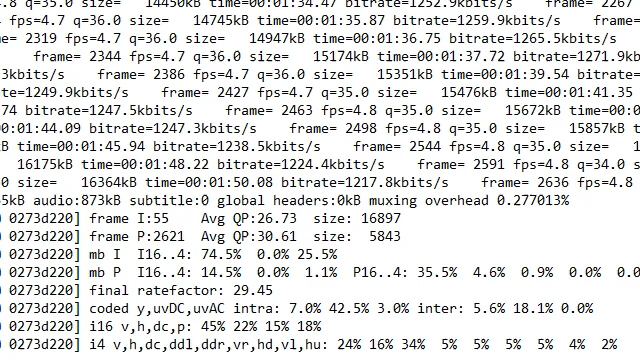 4.8 q=35.0 size=   14450kB time=00:01:34.47 bitrate=1252.9kbits/s    frame= 2267
fps=4.7 q=36.0 size=   14745kB time=00:01:35.87 bitrate=1259.9kbits/s    frame=
= 2319 fps=4.7 q=36.0 size=   14947kB time=00:01:36.75 bitrate=1265.5kbits/s
frame= 2344 fps=4.7 q=36.0 size=   15174kB time=00:01:37.72 bitrate=1271.9kb
3kbits/s    frame= 2386 fps=4.7 q=36.0 size=   15351kB time=00:01:39.54 bitrate=
=1249.9kbits/s    frame= 2427 fps=4.7 q=35.0 size=   15476kB time=00:01:41.35
74 bitrate=1247.5kbits/s    frame= 2463 fps=4.8 q=35.0 size=   15672kB time=00:0
00:01:44.09 bitrate=1247.3kbits/s    frame= 2498 fps=4.8 q=35.0 size=   15857kB t
kB time=00:01:45.94 bitrate=1238.5kbits/s    frame= 2544 fps=4.8 q=35.0 size=   1
16175kB time=00:01:48.22 bitrate=1224.4kbits/s    frame= 2591 fps=4.8 q=34.0 s
0 size=   16364kB time=00:01:50.08 bitrate=1217.8kbits/s    frame= 2636 fps=4.8
5kB audio:873kB subtitle:0 global headers:0kB muxing overhead 0.277013%
0273d220] frame I:55    Avg QP:26.73  size: 16897
0273d220] frame P:2621  Avg QP:30.61  size:  5843
0273d220] mb I  I16..4: 74.5%  0.0% 25.5%
0273d220] mb P  I16..4: 14.5%  0.0%  1.1%  P16..4: 35.5%  4.6%  0.9%  0.0%  0.0
0273d220] final ratefactor: 29.45
0273d220] coded y,uvDC,uvAC intra: 7.0% 42.5% 3.0% inter: 5.6% 18.1% 0.0%
0273d220] i16 v,h,dc,p: 45% 22% 15% 18%
0273d220] i4 v,h,dc,ddl,ddr,vr,hd,vl,hu: 24% 16% 34%  5%  5%  5%  5%  4%  2%